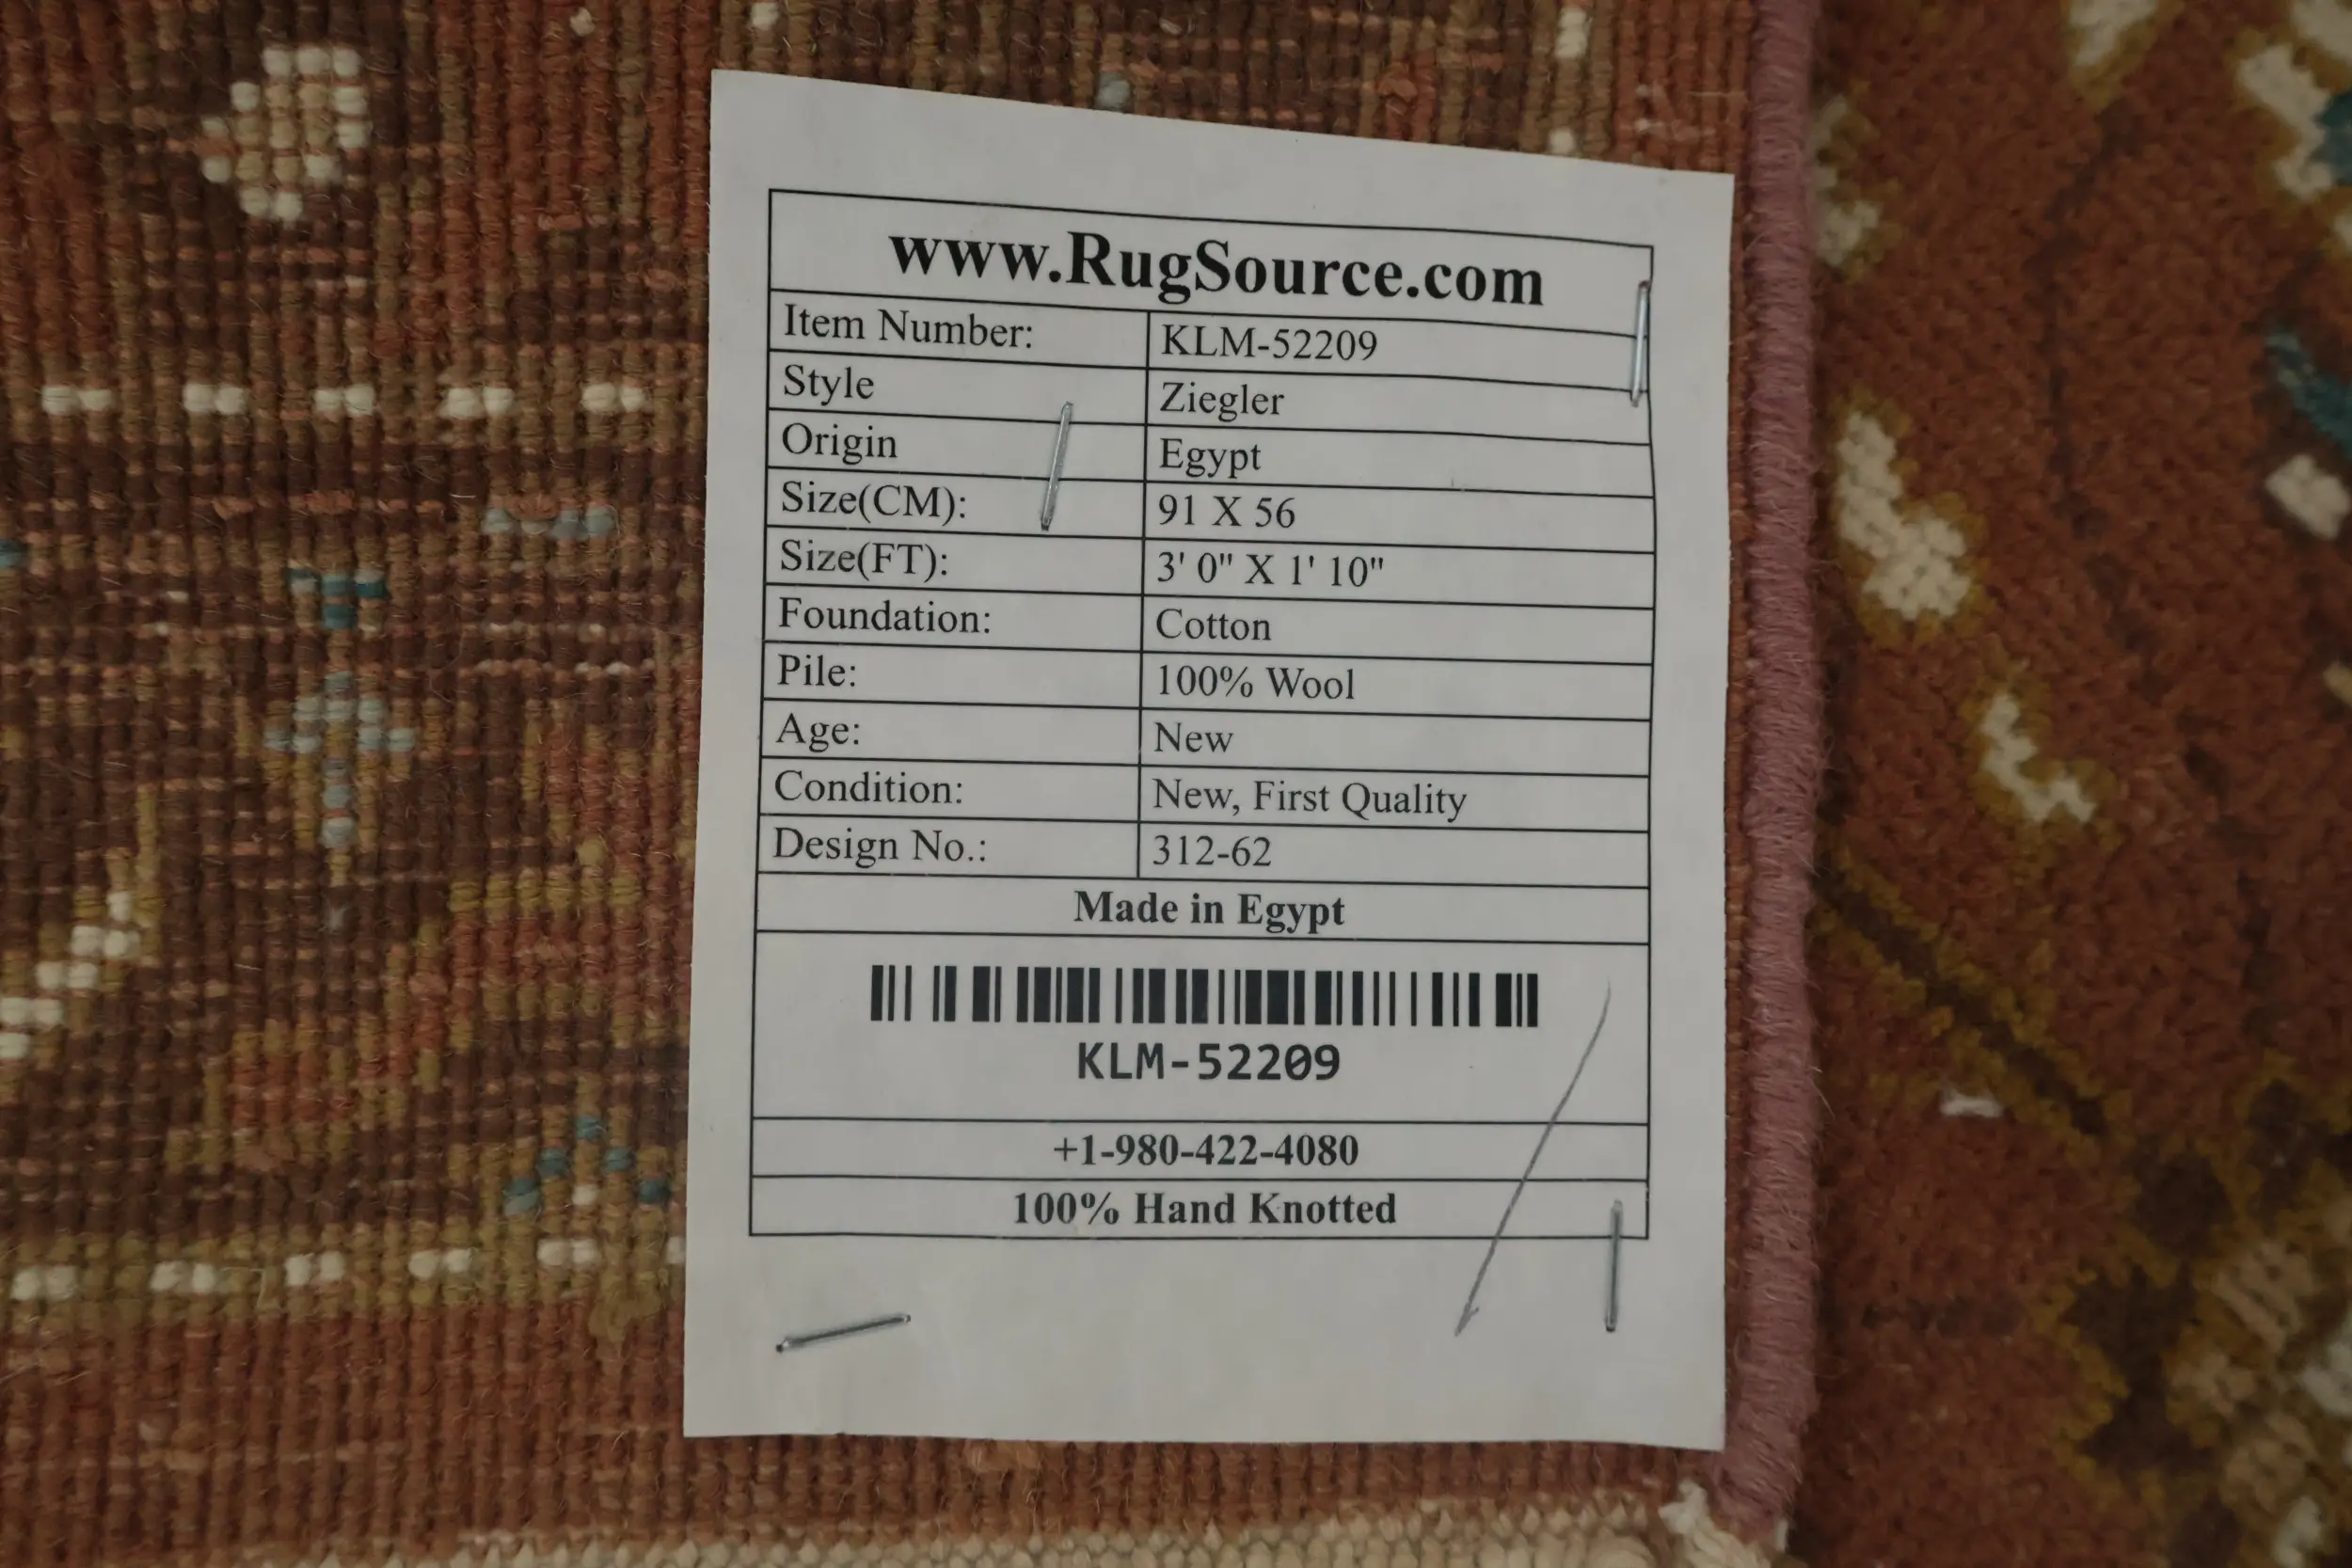 www.RugSource.com
Item Number: KLM-52209
Style Ziegler
Origin Egypt
Size(CM): 91 X 56
Size(FT): 3' 0" X 1' 10"
Foundation: Cotton
Pile: 100% Wool
Age: New
Condition: New, First Quality
Design No.: 312-62
Made in Egypt
KLM-52209
+1-980-422-4080
100% Hand Knotted